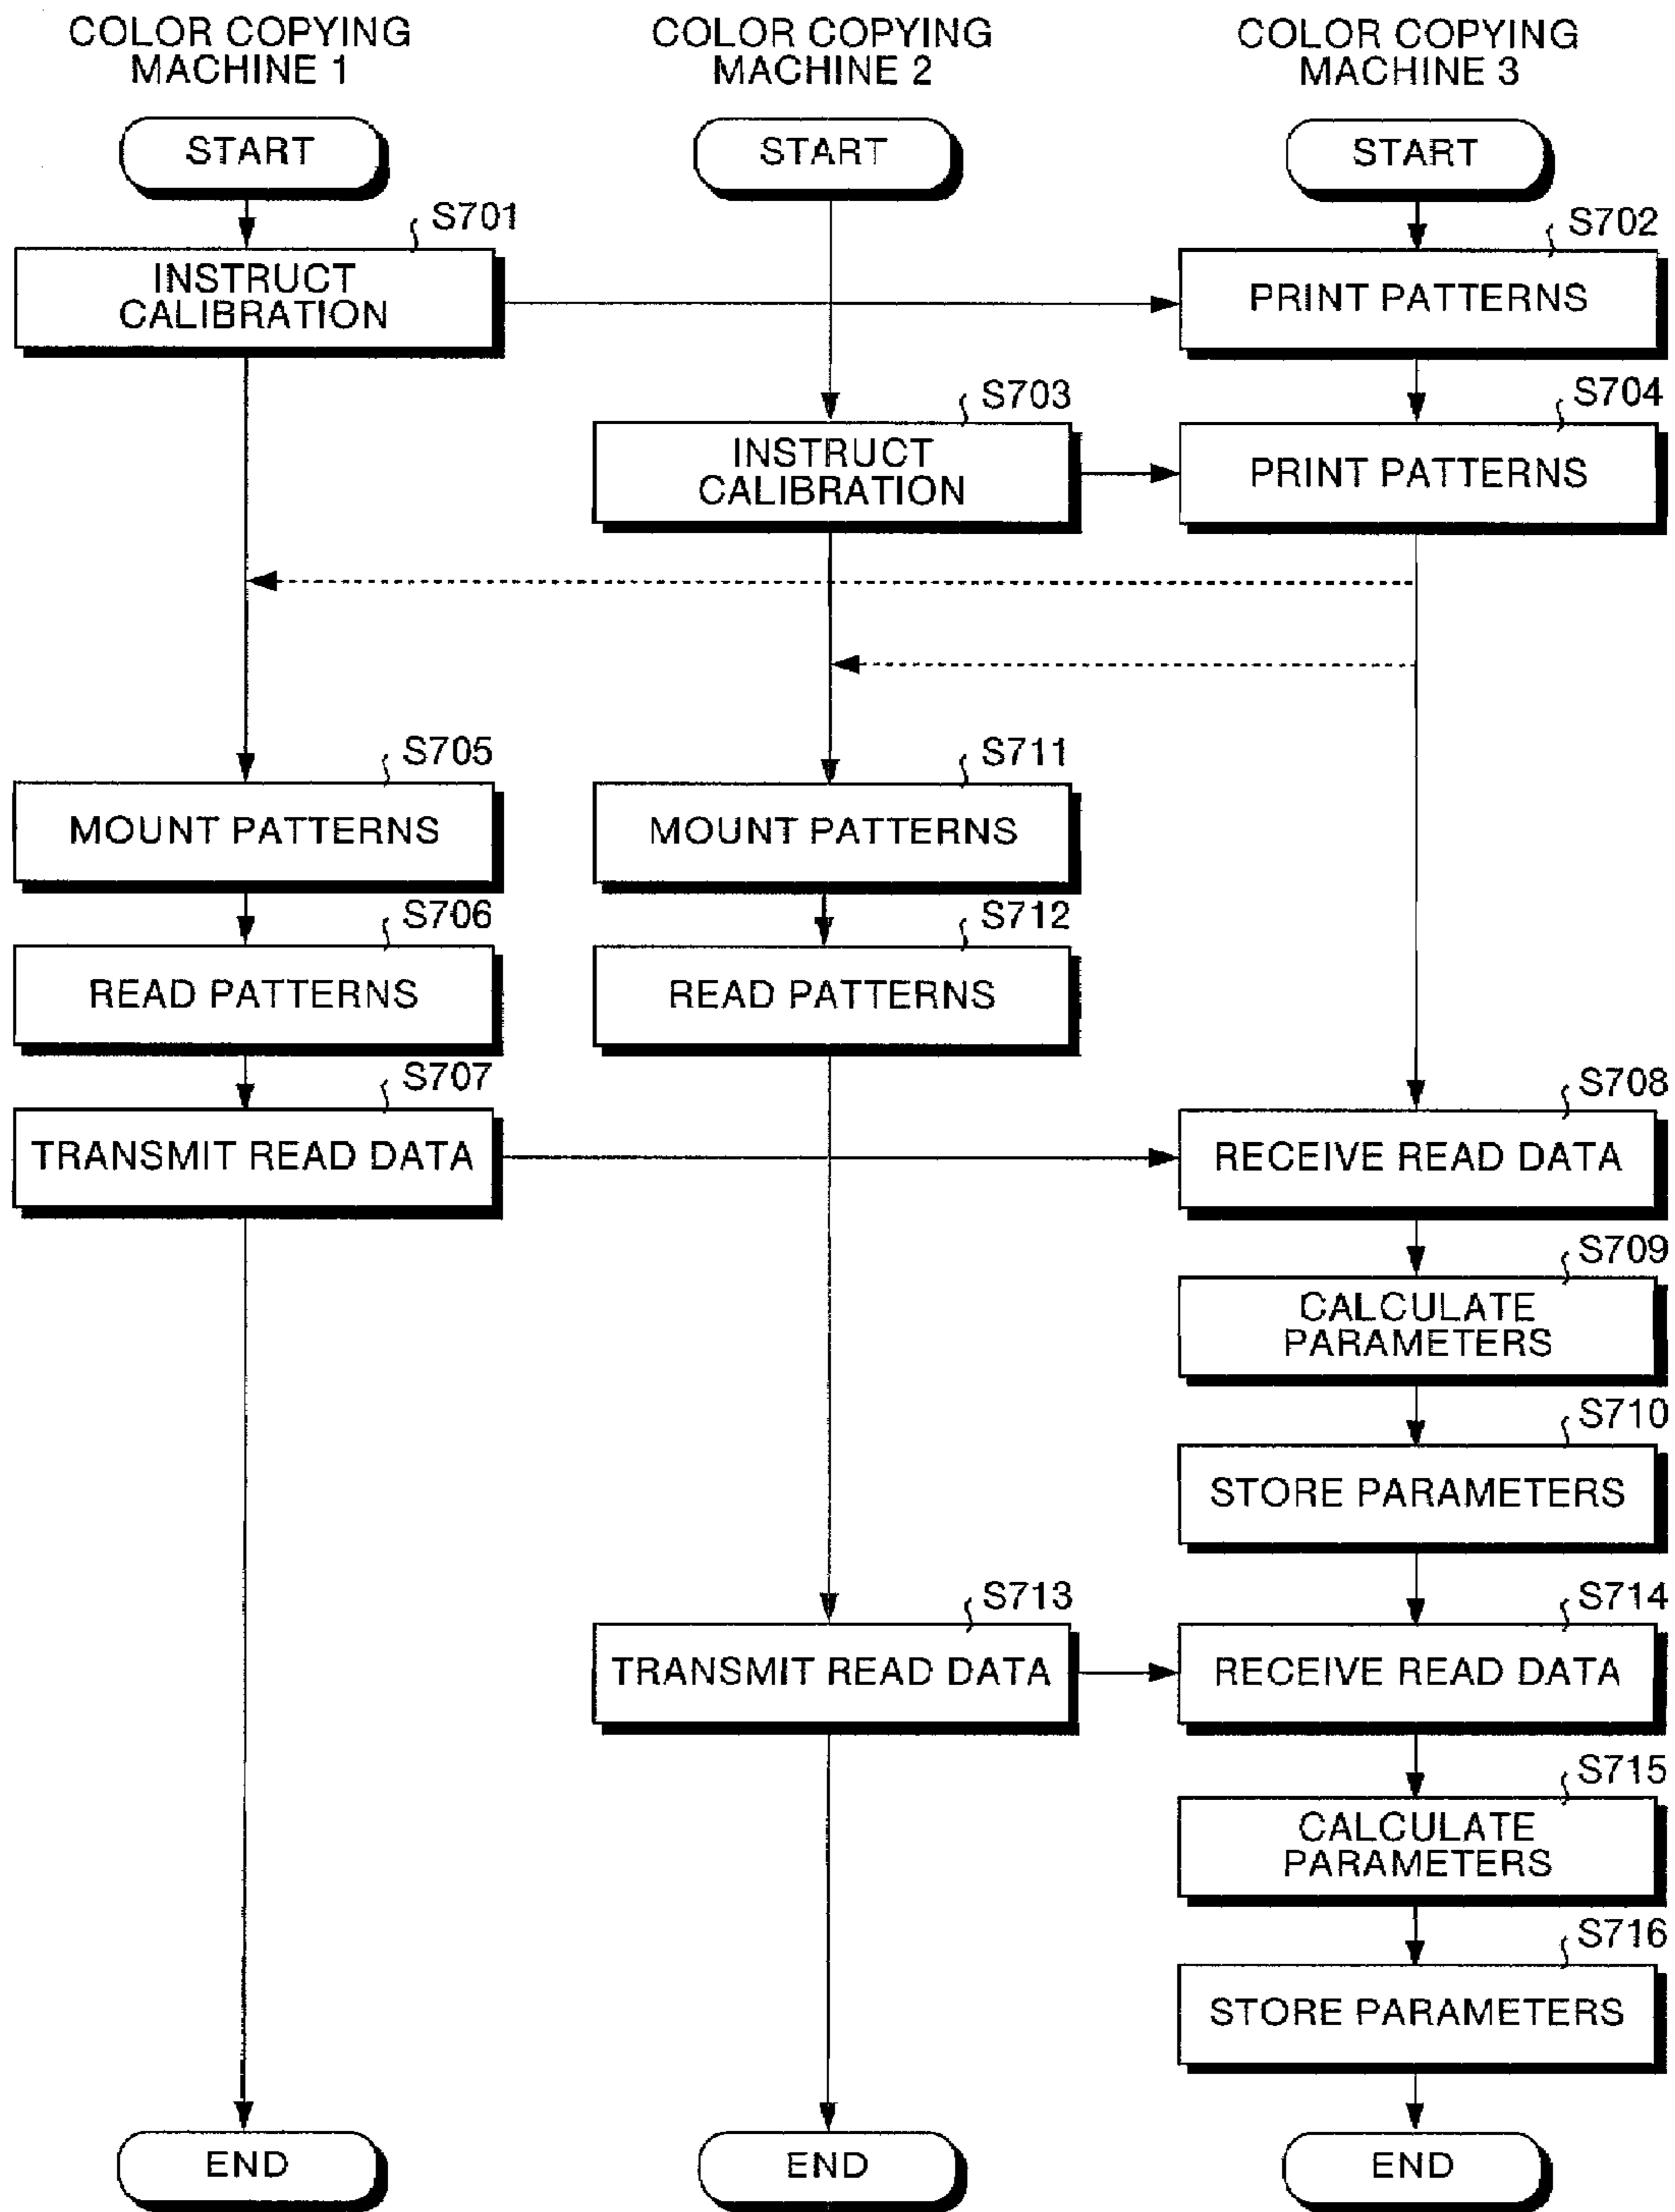 COLOR COPYING
MACHINE 1
COLOR COPYING
MACHINE 2
COLOR COPYING
MACHINE 3
START
START
START
S701
INSTRUCT
CALIBRATION
S702
PRINT PATTERNS
S703
INSTRUCT
CALIBRATION
S704
PRINT PATTERNS
S705
MOUNT PATTERNS
S711
MOUNT PATTERNS
S706
READ PATTERNS
S712
READ PATTERNS
S707
TRANSMIT READ DATA
S708
RECEIVE READ DATA
S709
CALCULATE
PARAMETERS
S710
STORE PARAMETERS
S713
TRANSMIT READ DATA
S714
RECEIVE READ DATA
S715
CALCULATE
PARAMETERS
S716
STORE PARAMETERS
END
END
END